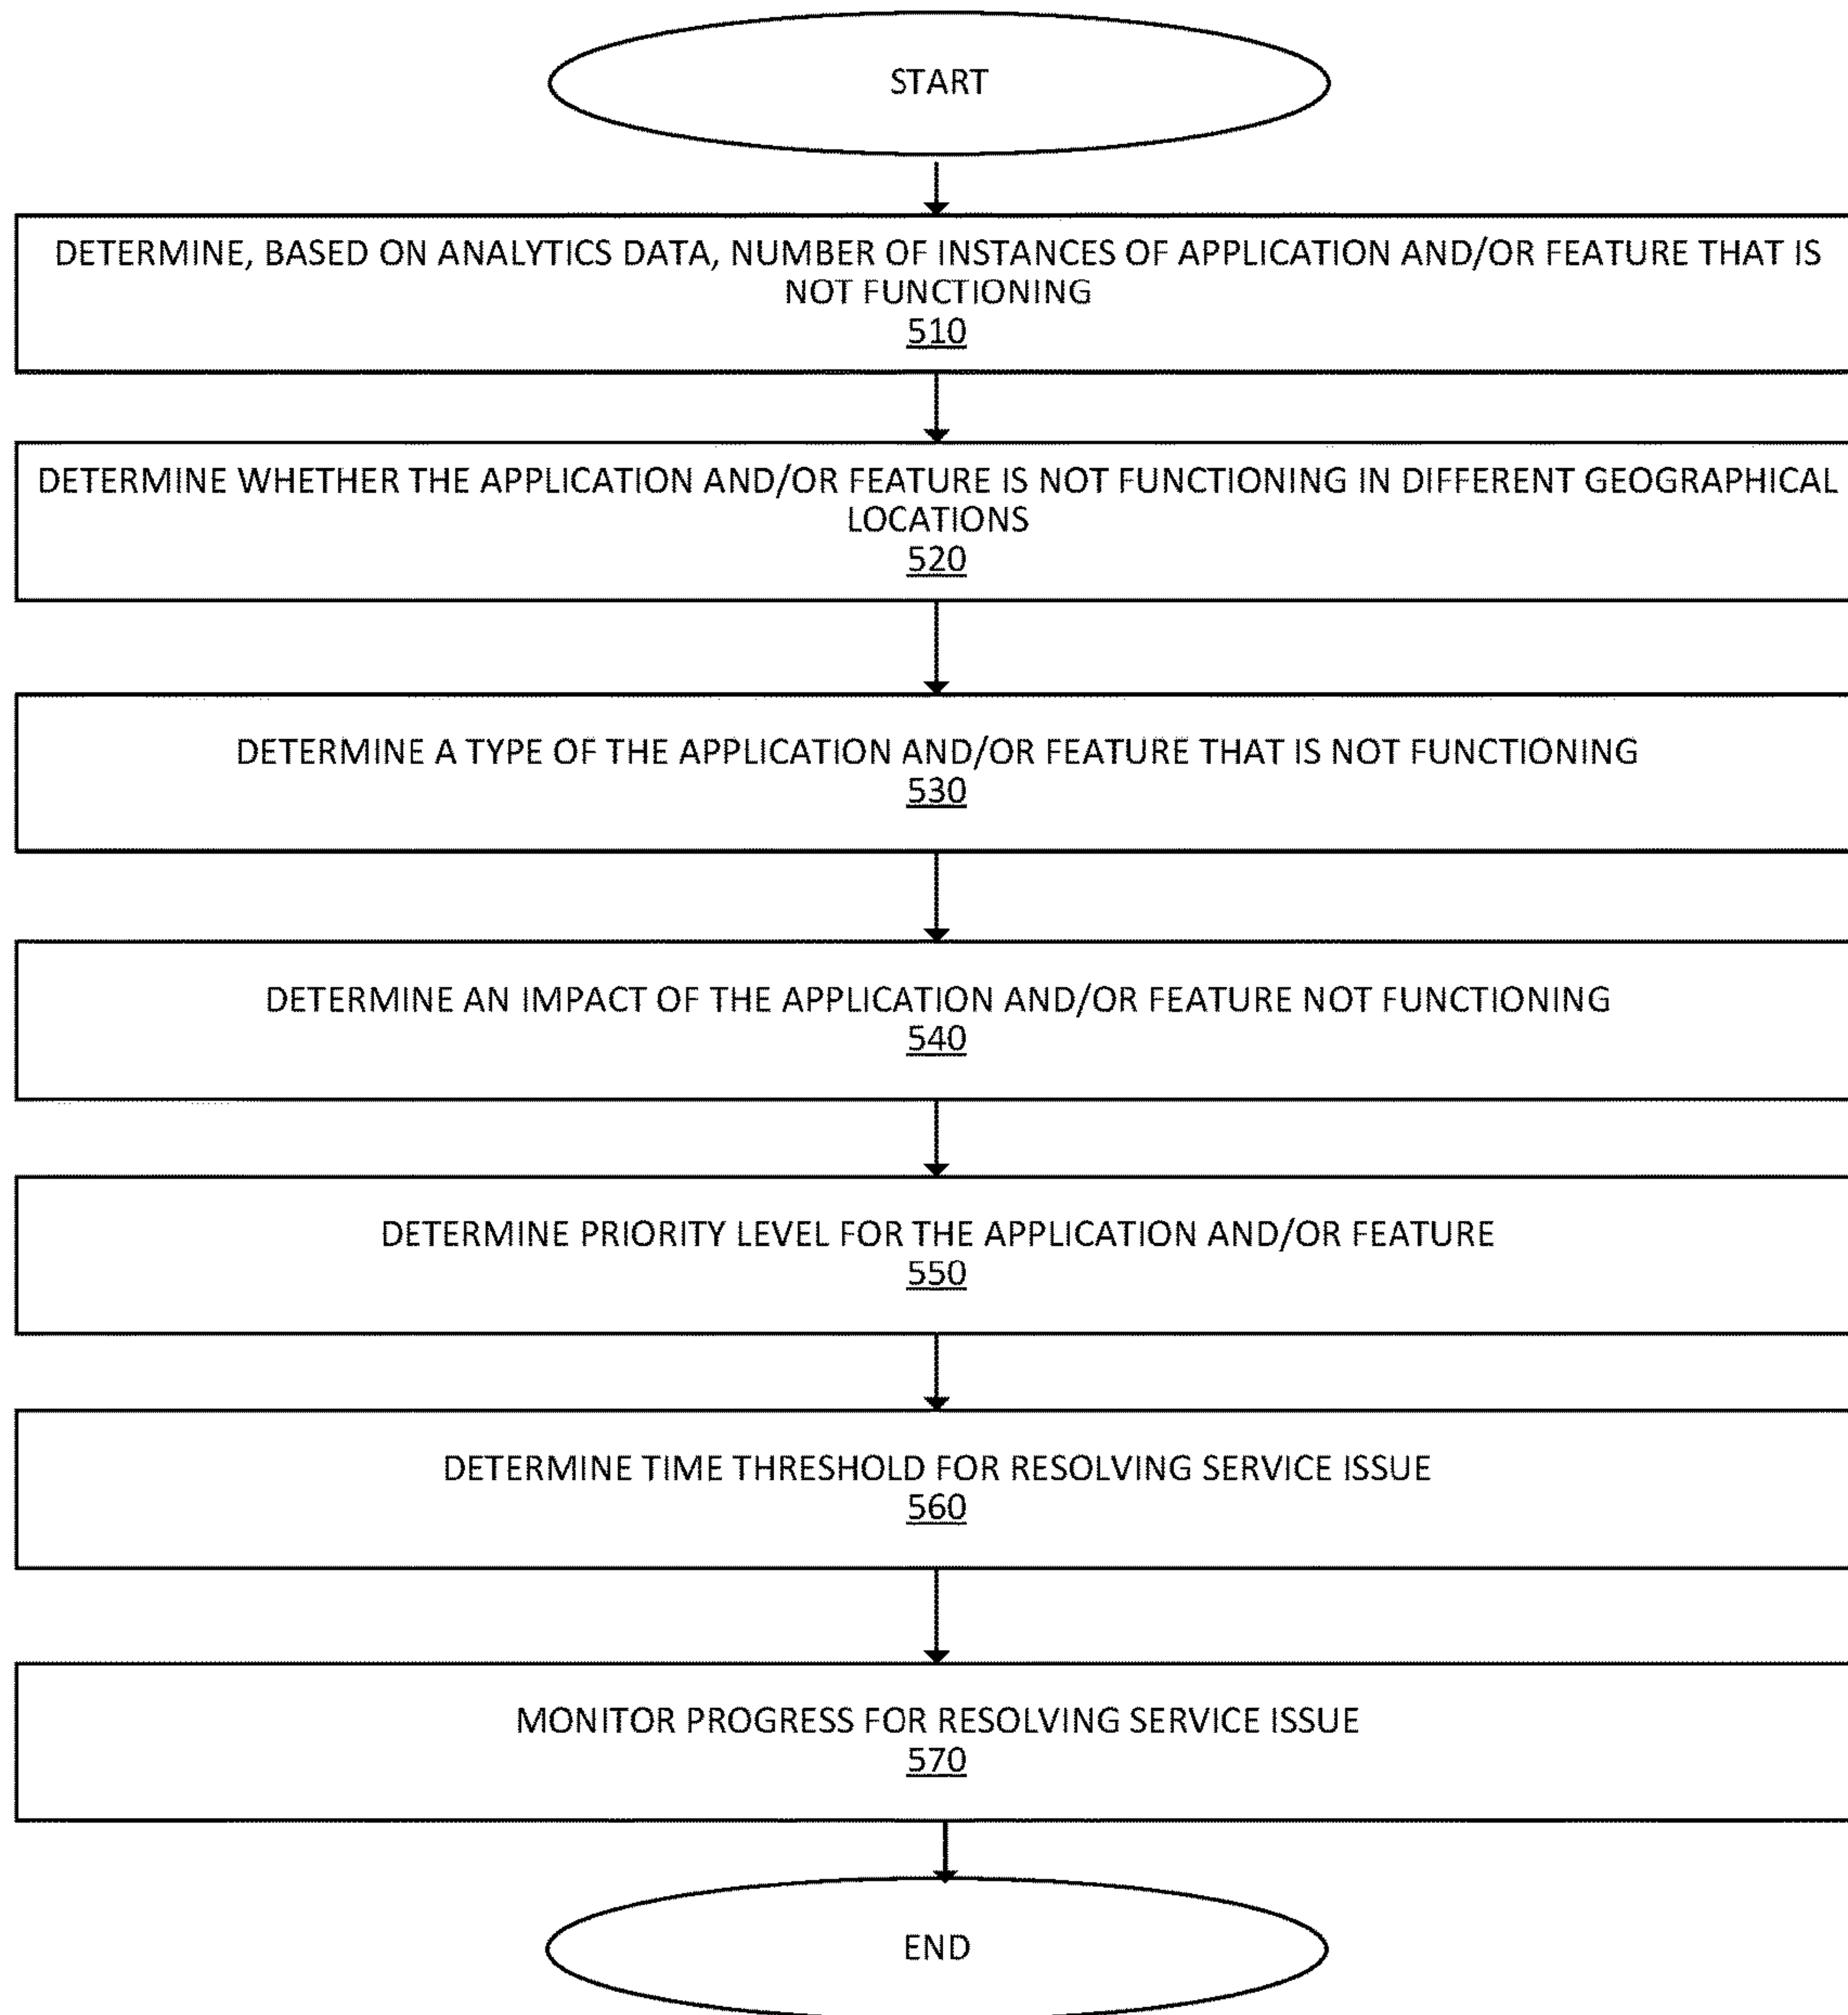 START
DETERMINE, BASED ON ANALYTICS DATA, NUMBER OF INSTANCES OF APPLICATION AND/OR FEATURE THAT IS
NOT FUNCTIONING
510
DETERMINE WHETHER THE APPLICATION AND/OR FEATURE IS NOT FUNCTIONING IN DIFFERENT GEOGRAPHICAL
LOCATIONS
520
DETERMINE A TYPE OF THE APPLICATION AND/OR FEATURE THAT IS NOT FUNCTIONING
530
DETERMINE AN IMPACT OF THE APPLICATION AND/OR FEATURE NOT FUNCTIONING
540
DETERMINE PRIORITY LEVEL FOR THE APPLICATION AND/OR FEATURE
550
DETERMINE TIME THRESHOLD FOR RESOLVING SERVICE ISSUE
560
MONITOR PROGRESS FOR RESOLVING SERVICE ISSUE
570
END